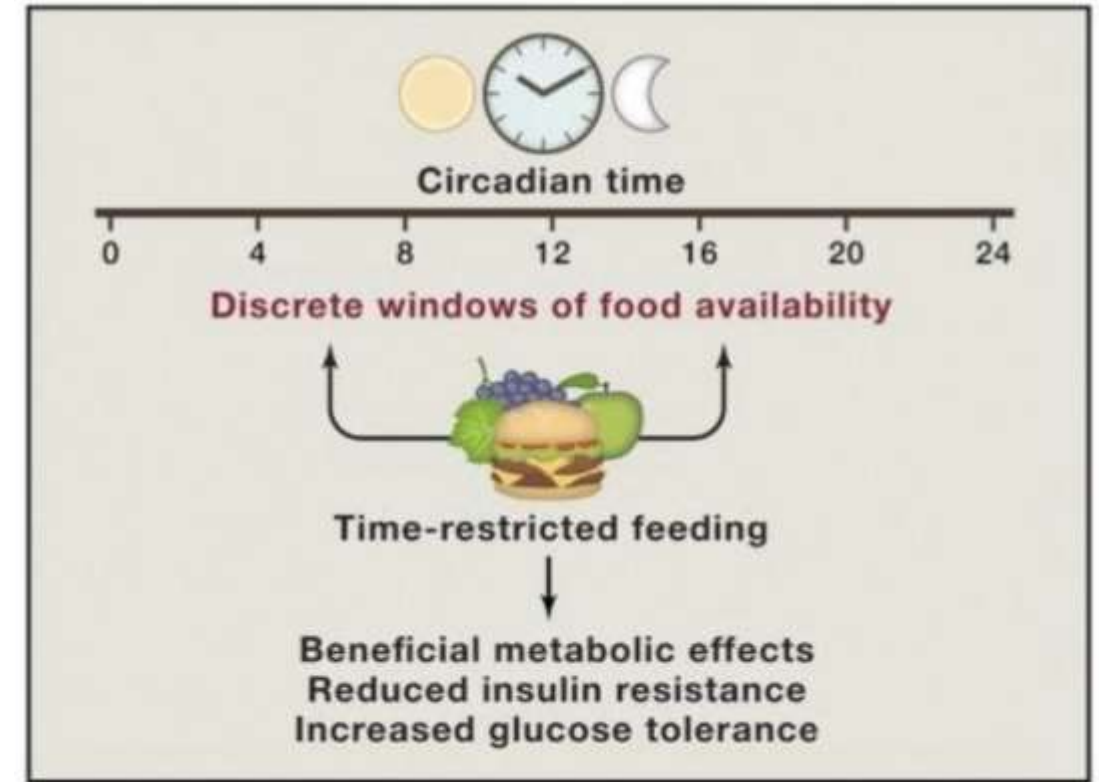 Circadian time
0 4 8 12 16 20 24
Discrete windows of food availability
Time-restricted feeding
Beneficial metabolic effects
Reduced insulin resistance
Increased glucose tolerance